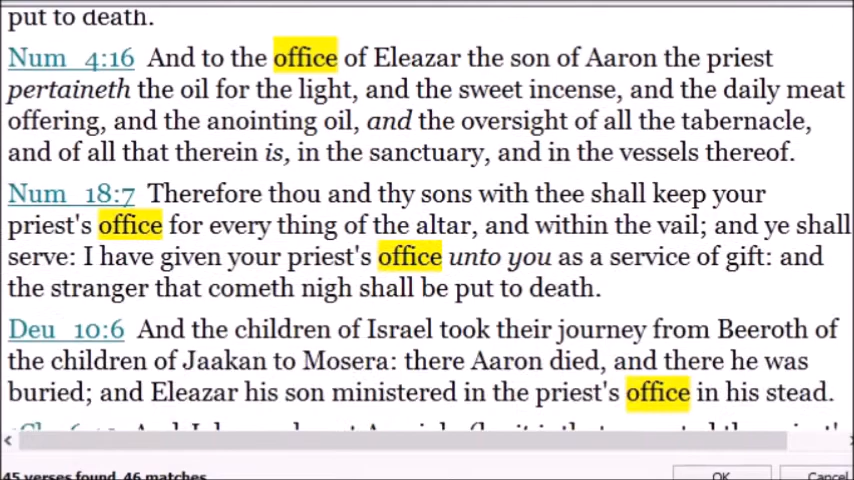 put to death.
Num 4:16 And to the office of Eleazar the son of Aaron the priest
pertaineth the oil for the light, and the sweet incense, and the daily meat
offering, and the anointing oil, and the oversight of all the tabernacle,
and of all that therein is, in the sanctuary, and in the vessels thereof.
Num 18:7 Therefore thou and thy sons with thee shall keep your
priest's office for every thing of the altar, and within the vail; and ye shall
serve: I have given your priest's office unto you as a service of gift: and
the stranger that cometh nigh shall be put to death.
Deu 10:6 And the children of Israel took their journey from Beeroth of
the children of Jaakan to Mosera: there Aaron died, and there he was
buried; and Eleazar his son ministered in the priest's office in his stead.
45 verses found, 46 matches
OK
Cancel